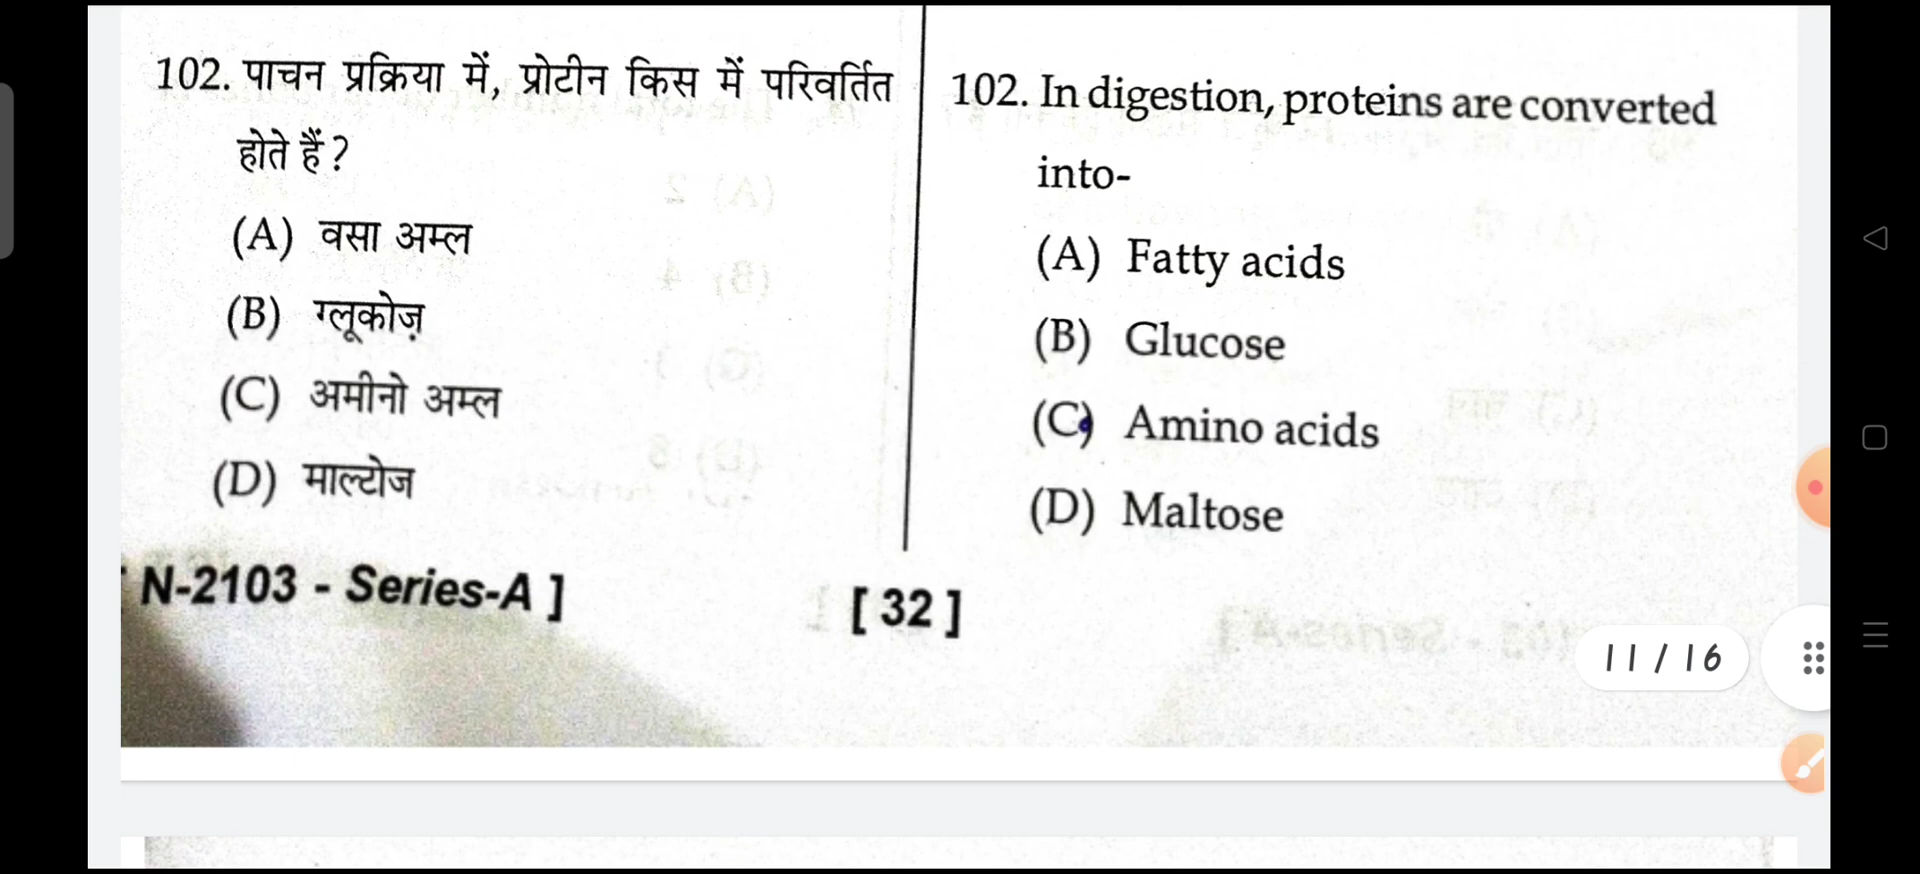 102. पाचन प्रक्रिया में, प्रोटीन किस में परिवर्तित
होते हैं?
(A) वसा अम्ल
(B) ग्लूकोज़
(C) अमीनो अम्ल
(D) माल्टोज
102. In digestion, proteins are converted
into-
(A) Fatty acids
(B) Glucose
(C) Amino acids
(D) Maltose
N-2103 - Series-A ]
[ 32 ]
11 / 16